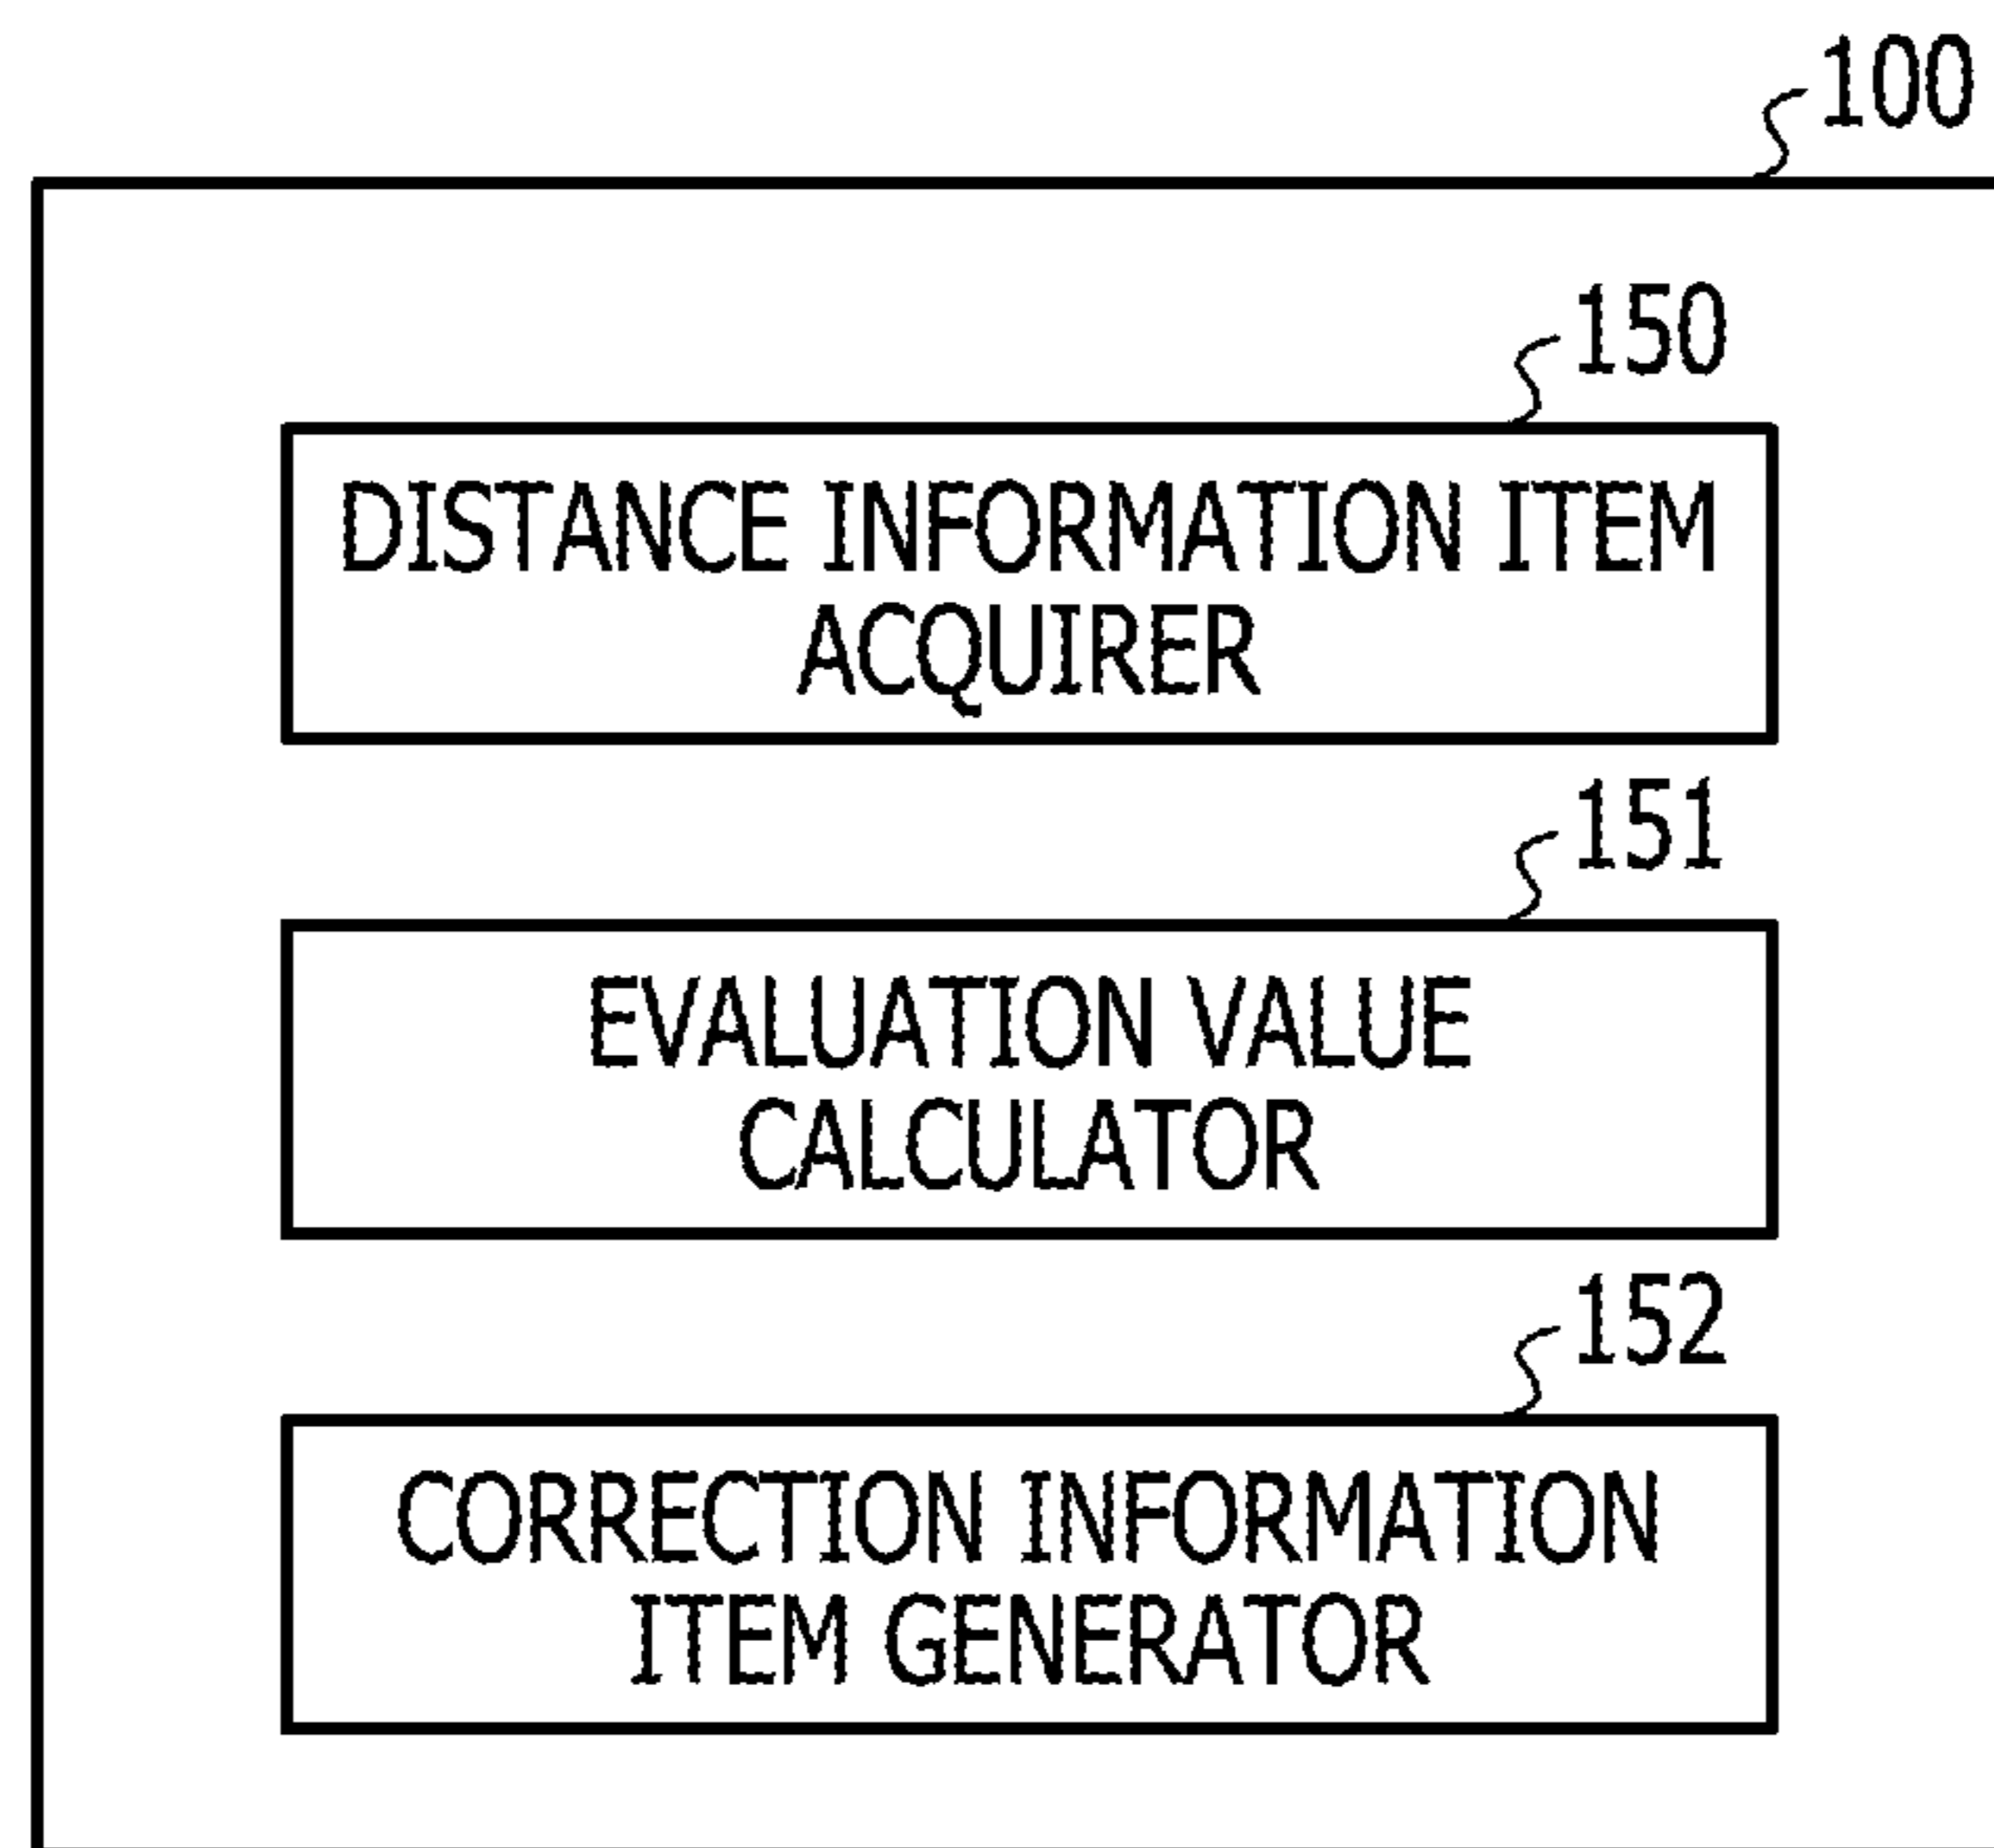 100
150
DISTANCE INFORMATION ITEM
ACQUIRER
151
EVALUATION VALUE
CALCULATOR
152
CORRECTION INFORMATION
ITEM GENERATOR